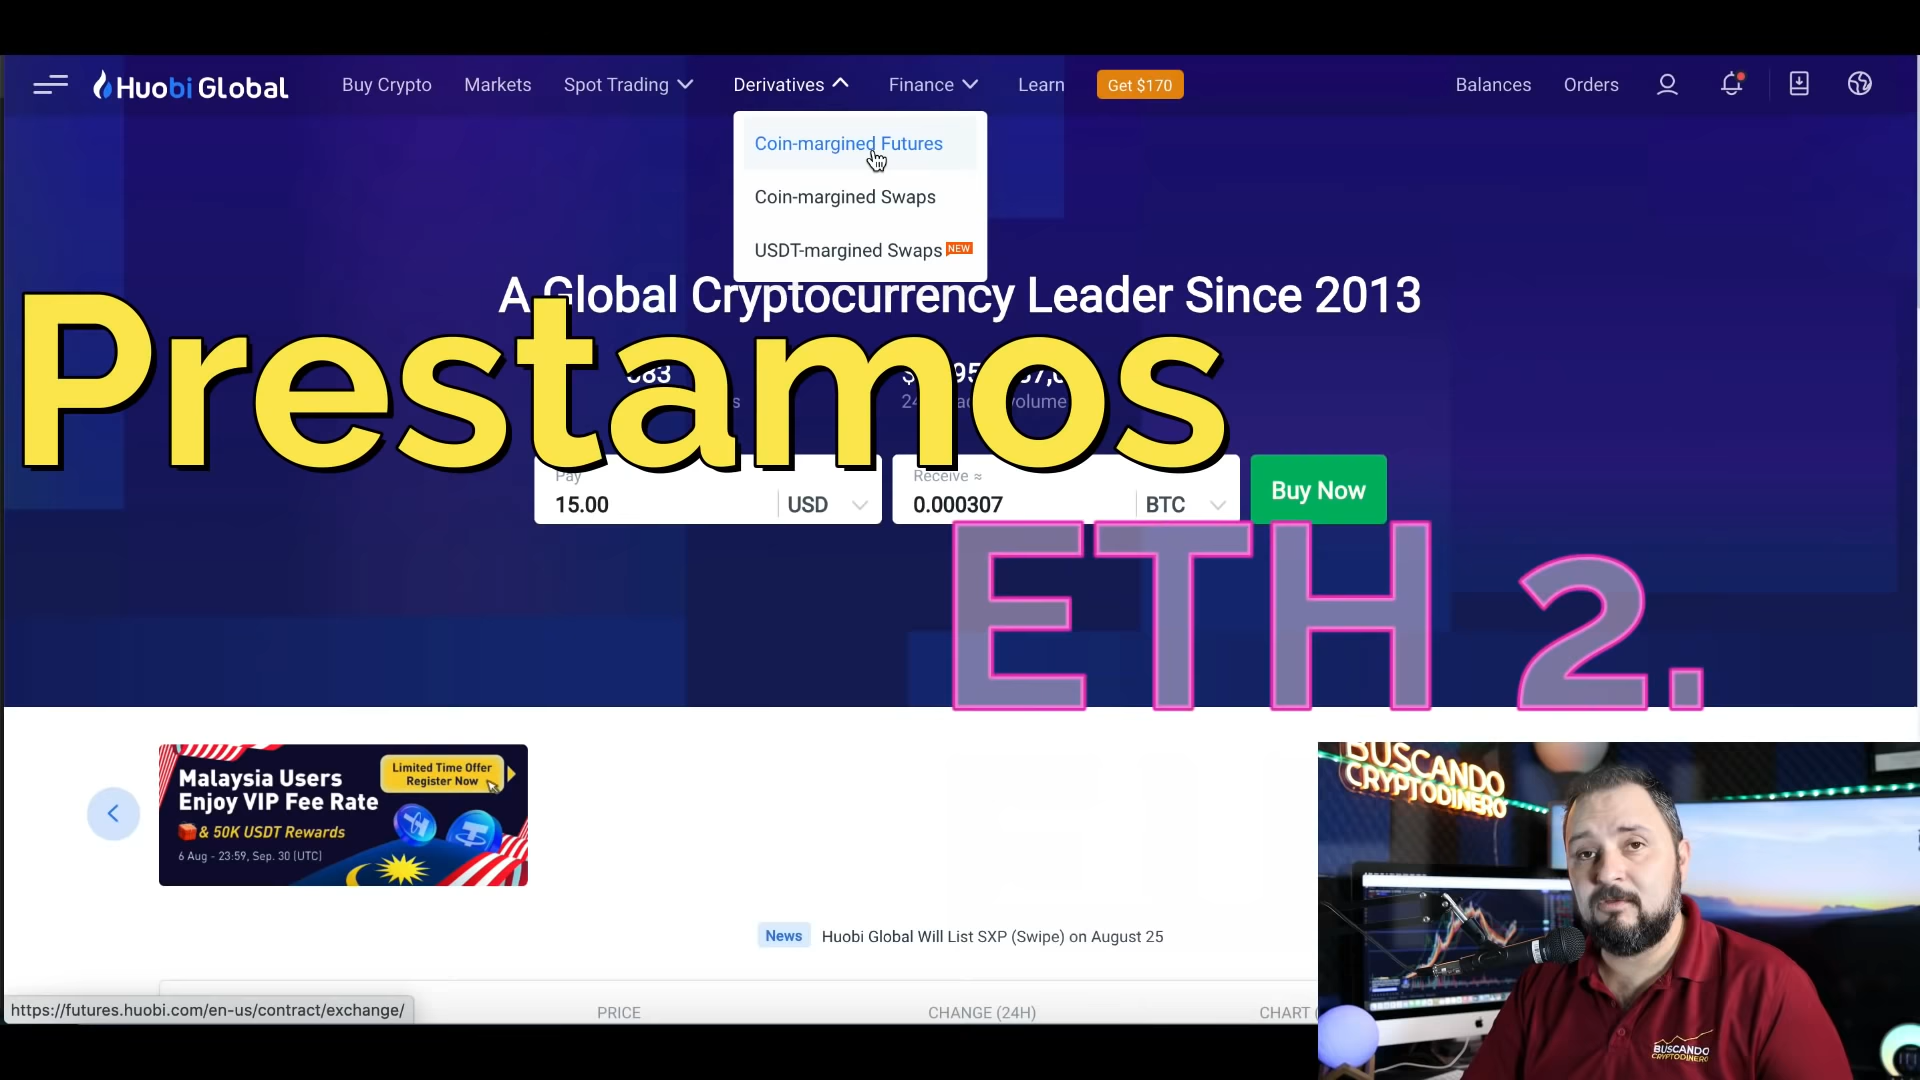 Huobi Global
Buy Crypto
Markets
Spot Trading
Derivatives
Finance
Learn
Get $170
Balances
Orders
Coin-margined Futures
Coin-margined Swaps
USDT-margined Swaps NEW
A Global Cryptocurrency Leader Since 2013
Prestamos
Pay
15.00
USD
Receive ≈
0.000307
BTC
Buy Now
ETH 2.
Malaysia Users
Enjoy VIP Fee Rate
& 50K USDT Rewards
6 Aug - 23:59, Sep. 30 (UTC)
Limited Time Offer
Register Now
News
Huobi Global Will List SXP (Swipe) on August 25
https://futures.huobi.com/en-us/contract/exchange/
PRICE
CHANGE (24H)
CHART
BUSCANDO
CRYPTODINERO
BUSCANDO
CRYPTODINERO